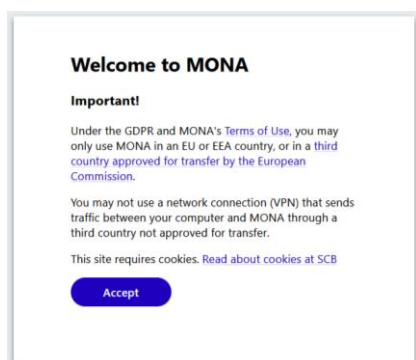 Welcome to MONA
Important!
Under the GDPR and MONA's Terms of Use, you may
only use MONA in an EU or EEA country, or in a third
country approved for transfer by the European
Commission.
You may not use a network connection (VPN) that sends
traffic between your computer and MONA through a
third country not approved for transfer.
This site requires cookies. Read about cookies at SCB
Accept